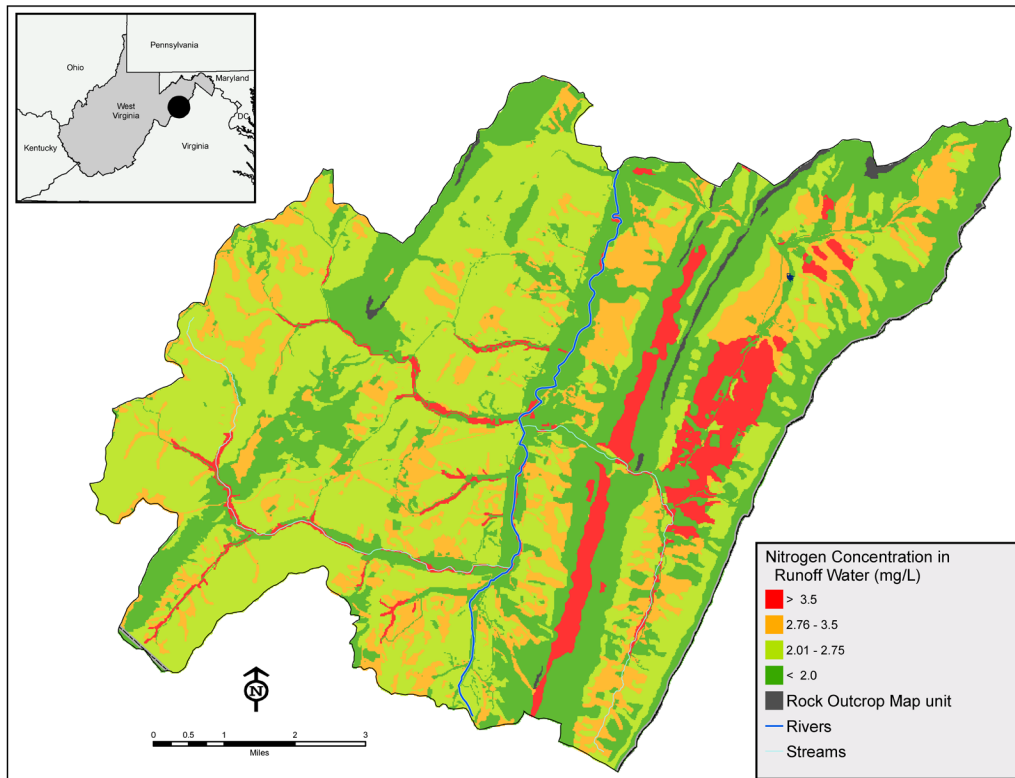 Pennsylvania
Ohio
Maryland
West
Virginia
DC
Kentucky
Virginia
N
0 0.5 1 2 3
Miles
Nitrogen Concentration in
Runoff Water (mg/L)
> 3.5
2.76 - 3.5
2.01 - 2.75
< 2.0
Rock Outcrop Map unit
Rivers
Streams